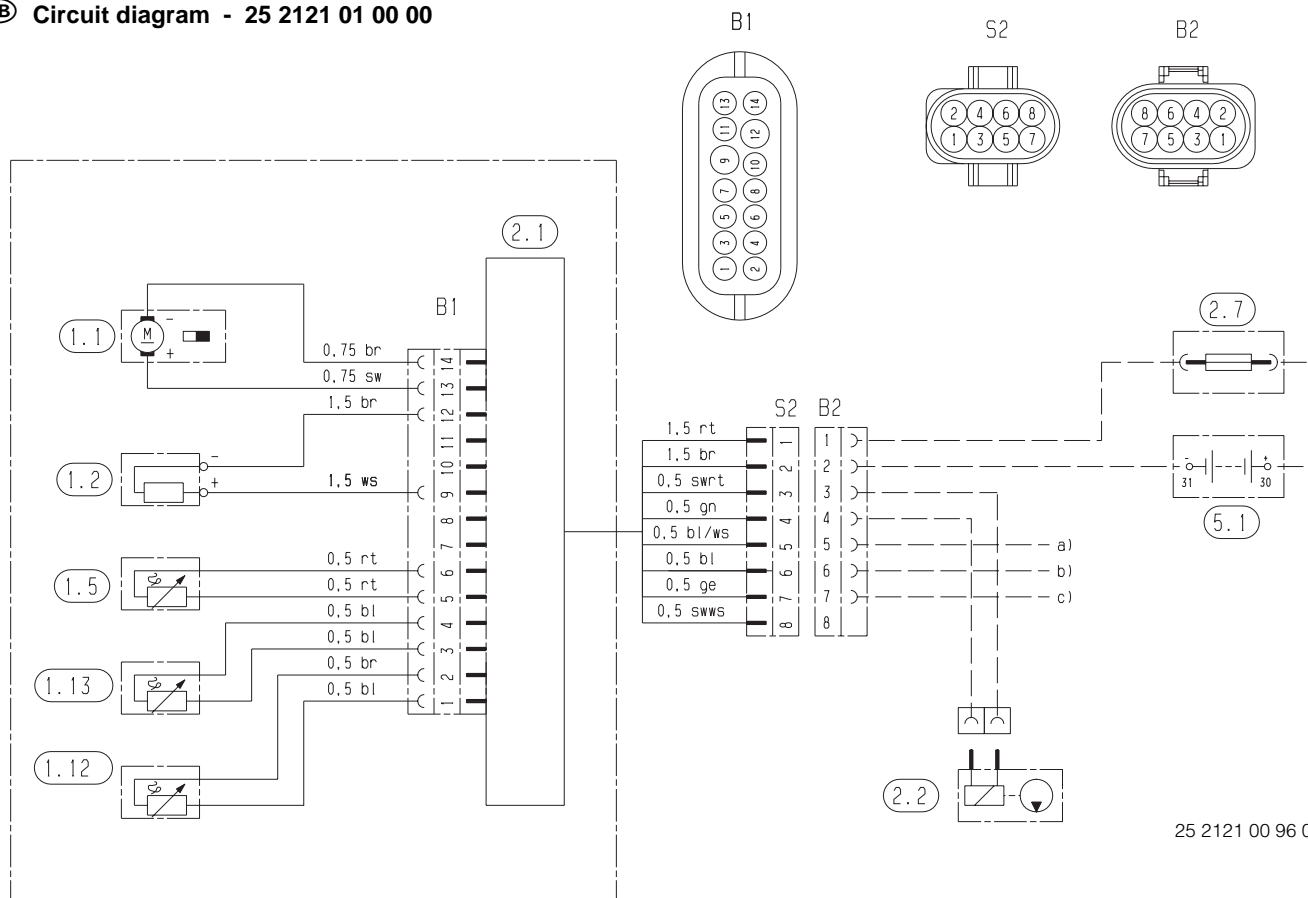 B Circuit diagram - 25 2121 01 00 00
B1
13 14
11 12
9 10
7 8
5 6
3 4
1 2
S2
2 4 6 8
1 3 5 7
B2
8 6 4 2
7 5 3 1
2.1
B1
1.1
M
-
+
0,75 br
14
0,75 sw
13
1.2
-
+
1,5 br
12
11
10
1,5 ws
9
8
7
1.5
0,5 rt
6
0,5 rt
5
1.13
0,5 bl
4
0,5 bl
3
1.12
0,5 br
2
0,5 bl
1
S2 B2
1,5 rt 1 1
1,5 br 2 2
0,5 swrt 3 3
0,5 gn 4 4
0,5 bl/ws 5 5 a)
0,5 bl 6 6 b)
0,5 ge 7 7 c)
0,5 swws 8 8
2.7
- +
31 30
5.1
2.2
25 2121 00 96 0